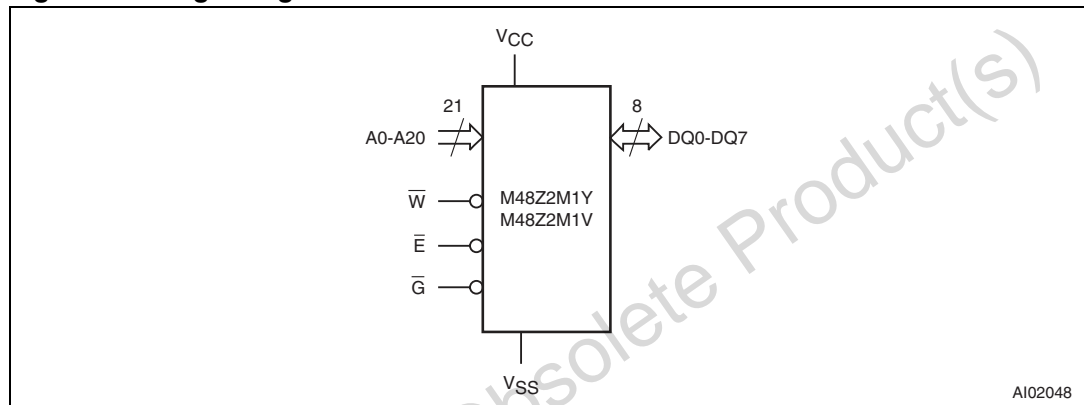 VCC
21
8
A0-A20
DQ0-DQ7
W̅
M48Z2M1Y
M48Z2M1V
E̅
G̅
VSS
AI02048
Obsolete Product(s)